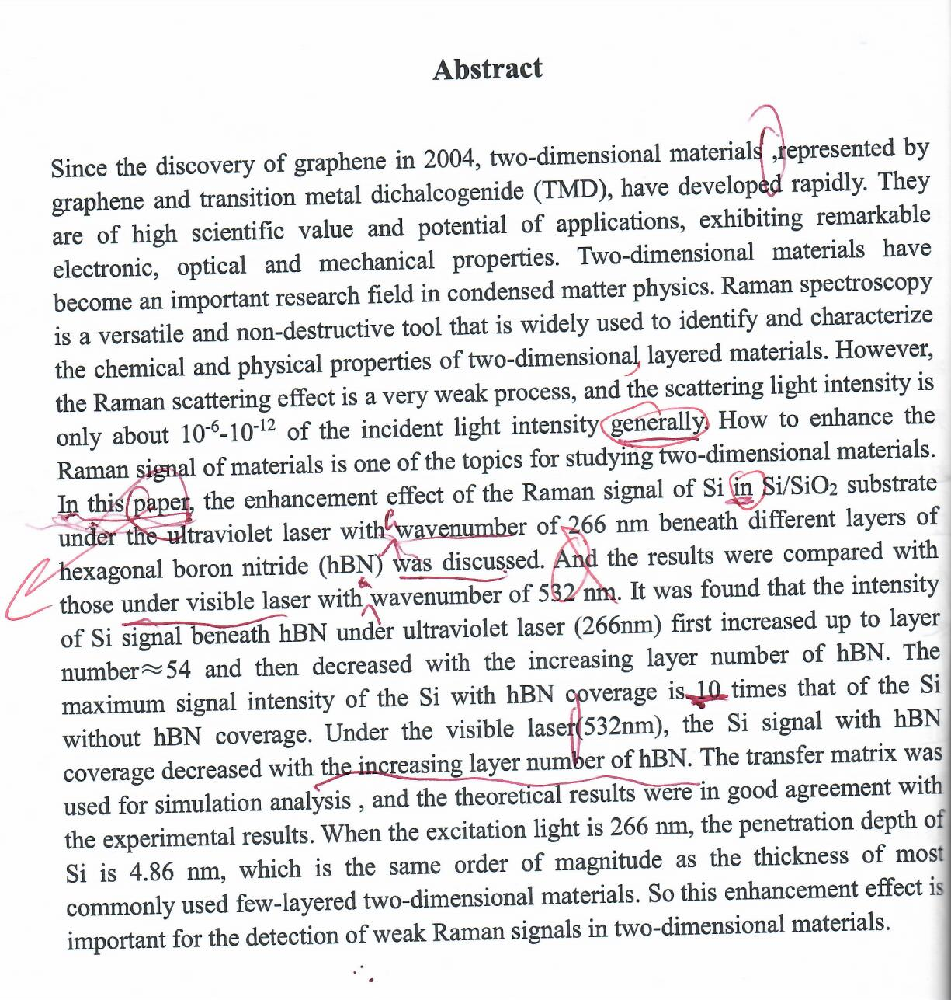 Abstract
Since the discovery of graphene in 2004, two-dimensional materials ,represented by
graphene and transition metal dichalcogenide (TMD), have developed rapidly. They
are of high scientific value and potential of applications, exhibiting remarkable
electronic, optical and mechanical properties. Two-dimensional materials have
become an important research field in condensed matter physics. Raman spectroscopy
is a versatile and non-destructive tool that is widely used to identify and characterize
the chemical and physical properties of two-dimensional, layered materials. However,
the Raman scattering effect is a very weak process, and the scattering light intensity is
only about 10⁻⁶-10⁻¹² of the incident light intensity generally. How to enhance the
Raman signal of materials is one of the topics for studying two-dimensional materials.
In this paper, the enhancement effect of the Raman signal of Si in Si/SiO₂ substrate
under the ultraviolet laser with wavenumber of 266 nm beneath different layers of
hexagonal boron nitride (hBN) was discussed. And the results were compared with
those under visible laser with a wavenumber of 532 nm. It was found that the intensity
of Si signal beneath hBN under ultraviolet laser (266nm) first increased up to layer
number≈54 and then decreased with the increasing layer number of hBN. The
maximum signal intensity of the Si with hBN coverage is 10 times that of the Si
without hBN coverage. Under the visible laser(532nm), the Si signal with hBN
coverage decreased with the increasing layer number of hBN. The transfer matrix was
used for simulation analysis , and the theoretical results were in good agreement with
the experimental results. When the excitation light is 266 nm, the penetration depth of
Si is 4.86 nm, which is the same order of magnitude as the thickness of most
commonly used few-layered two-dimensional materials. So this enhancement effect is
important for the detection of weak Raman signals in two-dimensional materials.